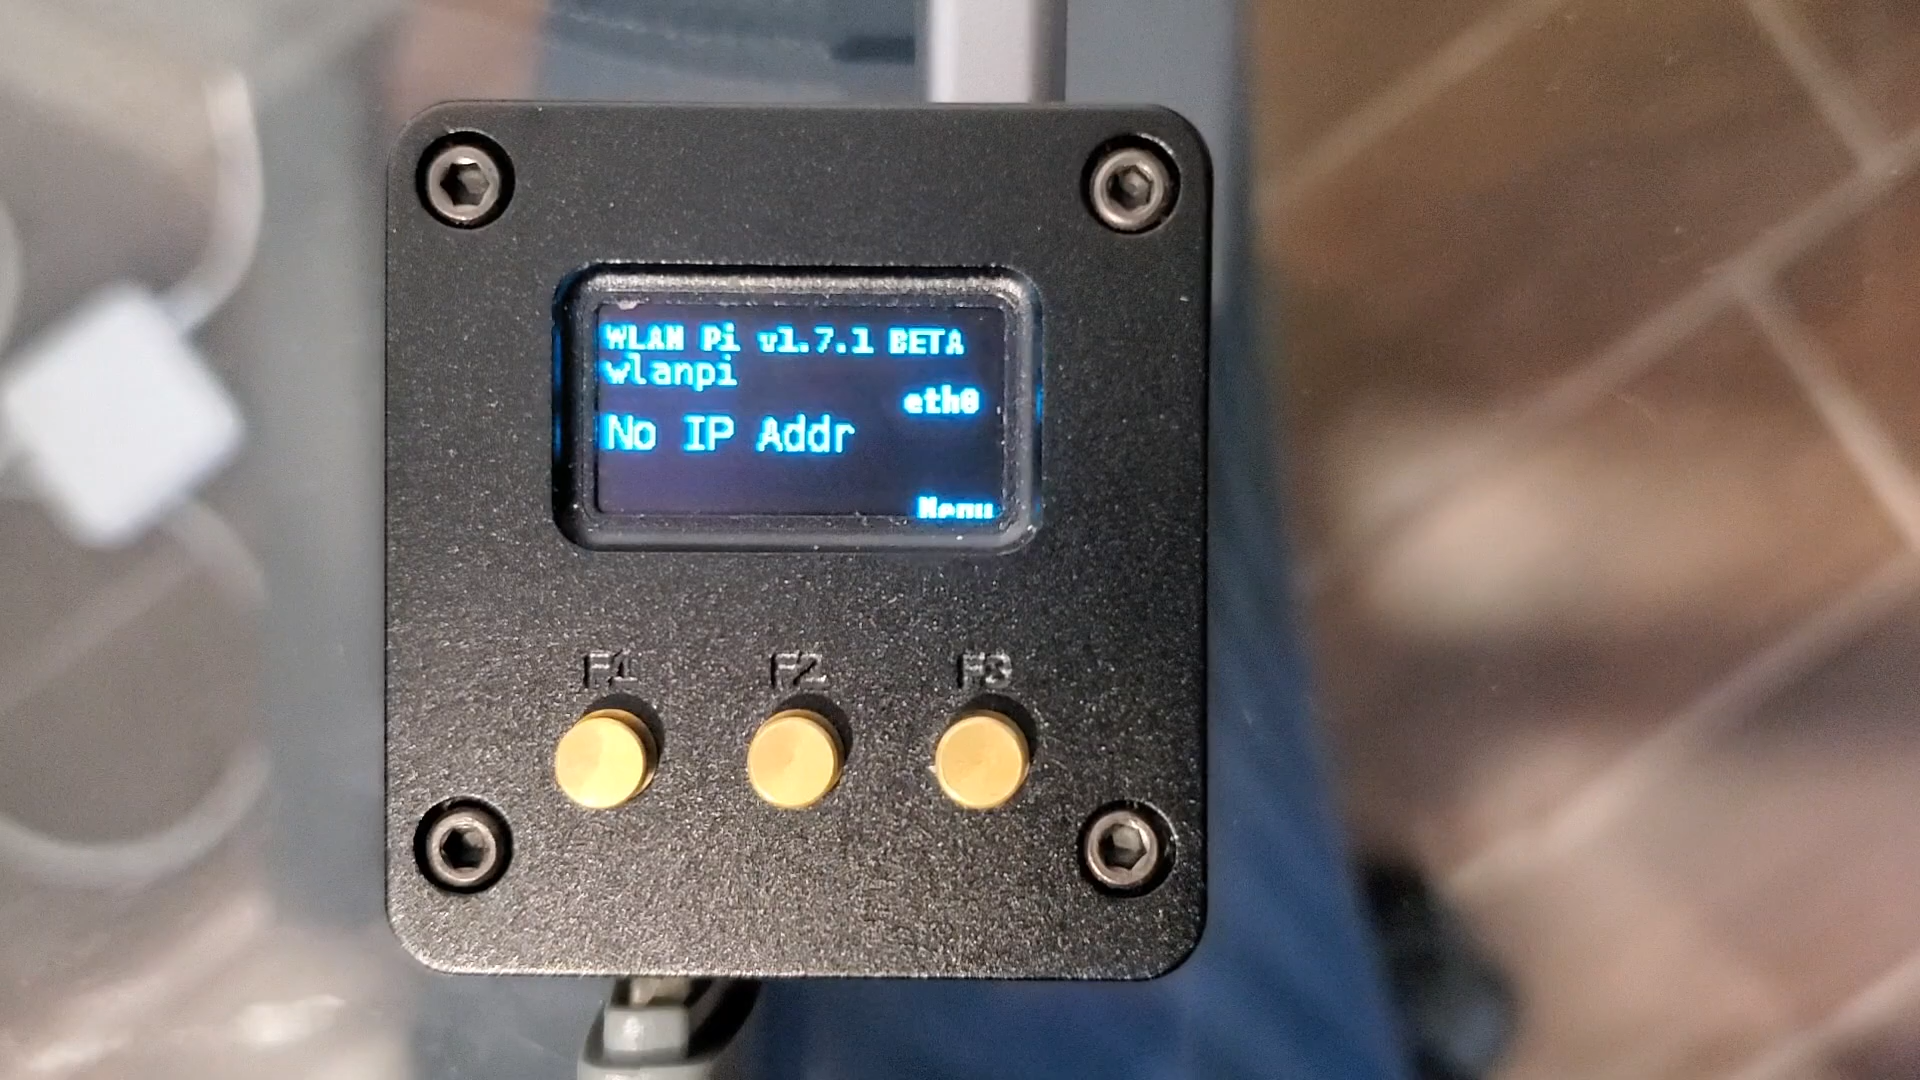 WLAN Pi v1.7.1 BETA
wlanpi
eth0
No IP Addr
Menu
F1 F2 F3